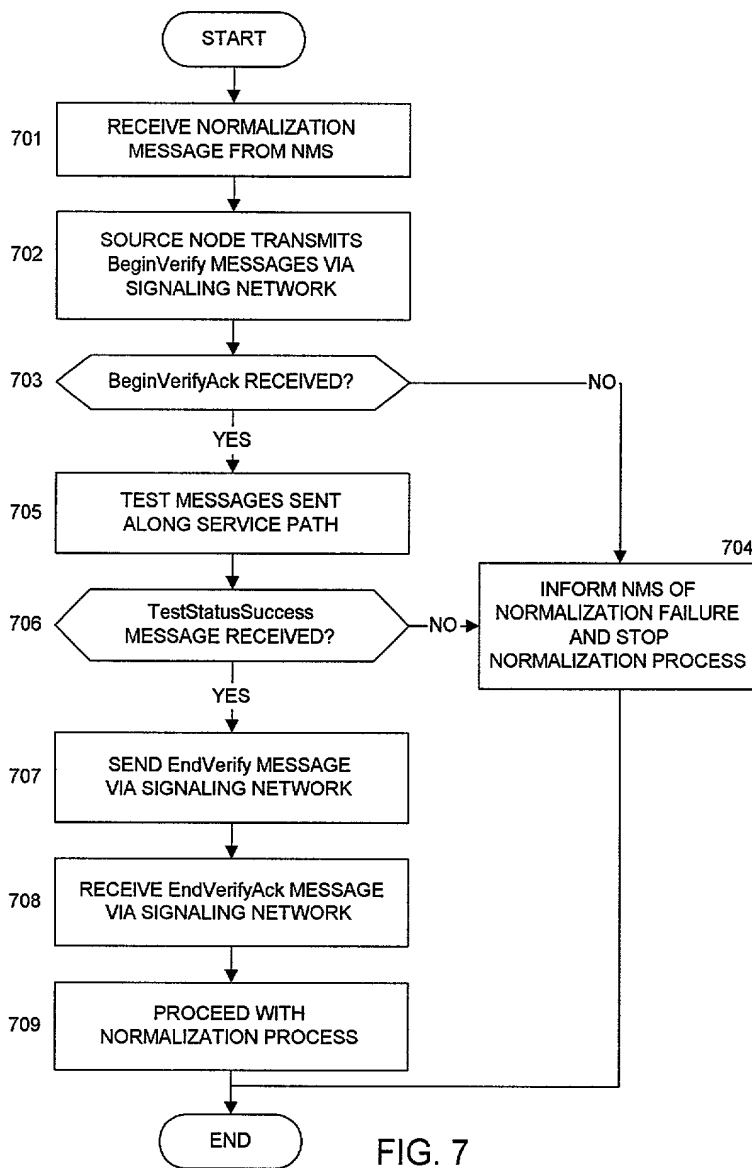 START
701
RECEIVE NORMALIZATION
MESSAGE FROM NMS
702
SOURCE NODE TRANSMITS
BeginVerify MESSAGES VIA
SIGNALING NETWORK
703
BeginVerifyAck RECEIVED?
NO
YES
705
TEST MESSAGES SENT
ALONG SERVICE PATH
704
INFORM NMS OF
NORMALIZATION FAILURE
AND STOP
NORMALIZATION PROCESS
706
TestStatusSuccess
MESSAGE RECEIVED?
NO
YES
707
SEND EndVerify MESSAGE
VIA SIGNALING NETWORK
708
RECEIVE EndVerifyAck MESSAGE
VIA SIGNALING NETWORK
709
PROCEED WITH
NORMALIZATION PROCESS
END
FIG. 7